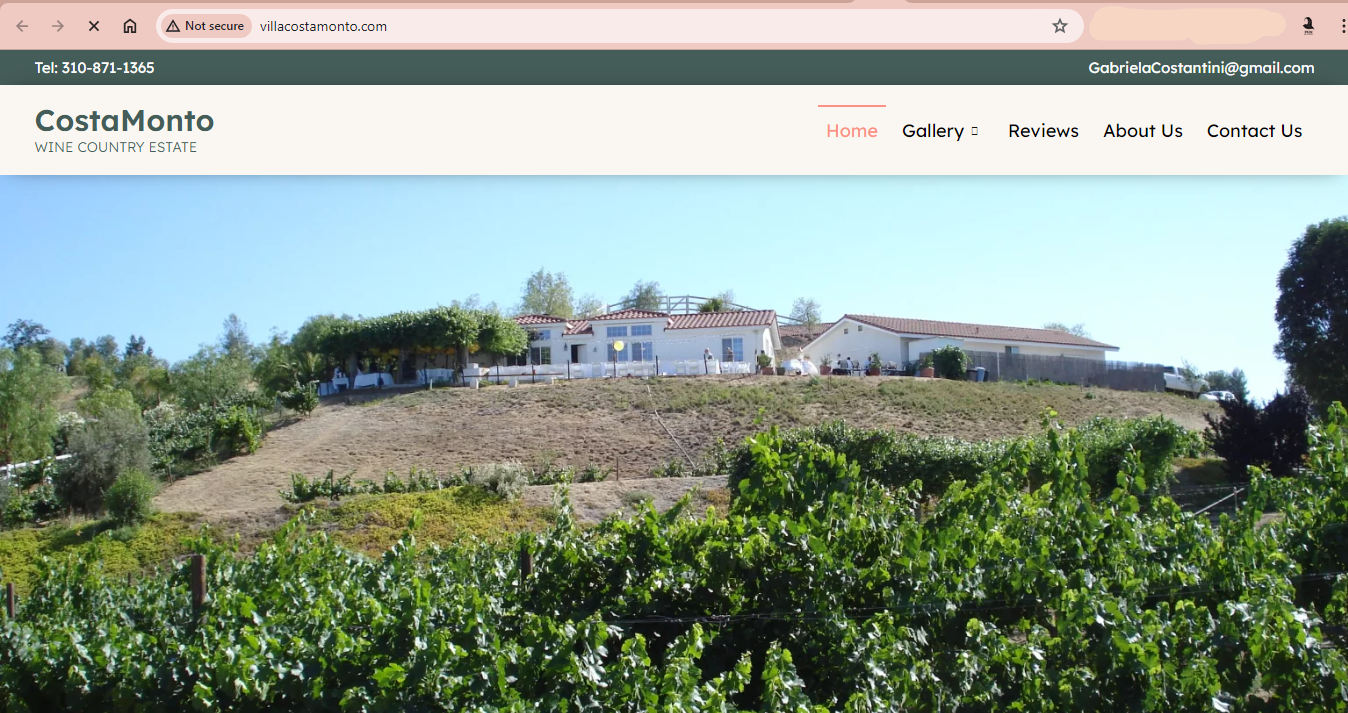 Not secure villacostamonto.com
Tel: 310-871-1365 GabrielaCostantini@gmail.com
CostaMonto
WINE COUNTRY ESTATE
Home Gallery Reviews About Us Contact Us